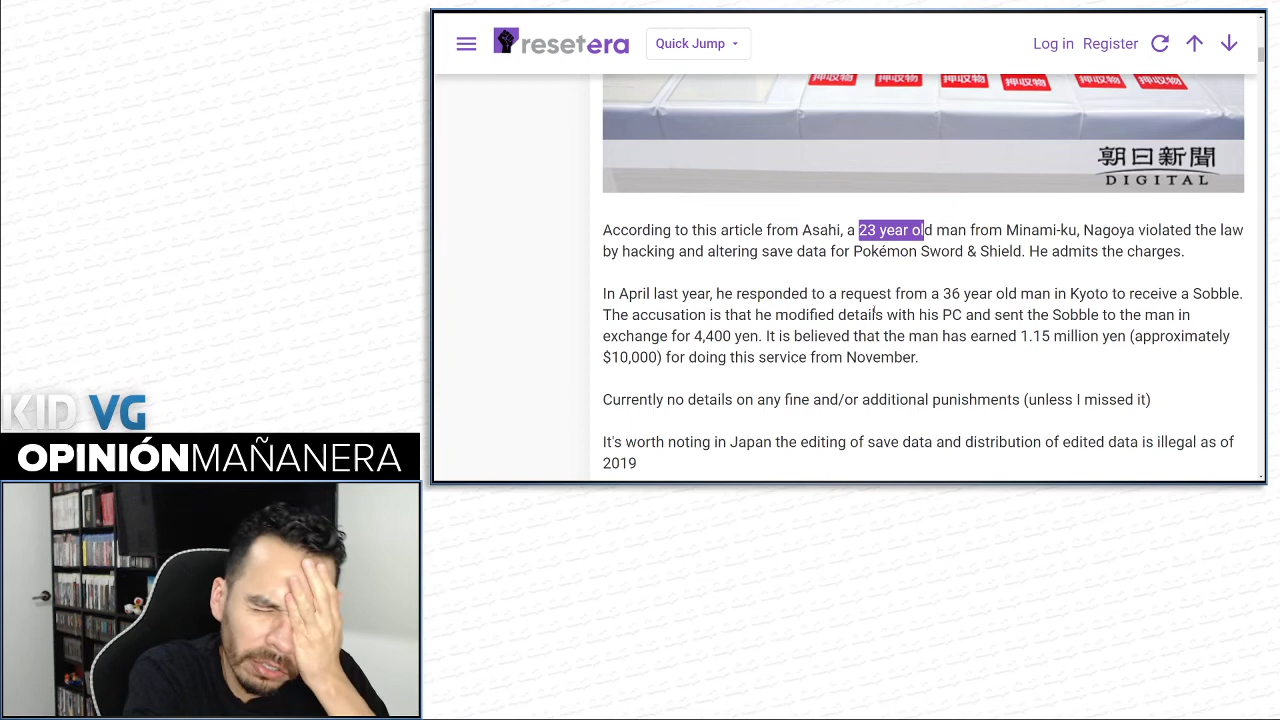 resetera
Quick Jump
Log in Register
押収物 押収物 押収物 押収物 押収物 押収物
朝日新聞
DIGITAL
According to this article from Asahi, a 23 year old man from Minami-ku, Nagoya violated the law
by hacking and altering save data for Pokémon Sword & Shield. He admits the charges.
In April last year, he responded to a request from a 36 year old man in Kyoto to receive a Sobble.
The accusation is that he modified details with his PC and sent the Sobble to the man in
exchange for 4,400 yen. It is believed that the man has earned 1.15 million yen (approximately
$10,000) for doing this service from November.
Currently no details on any fine and/or additional punishments (unless I missed it)
It's worth noting in Japan the editing of save data and distribution of edited data is illegal as of
2019
KID VG
OPINIÓNMAÑANERA